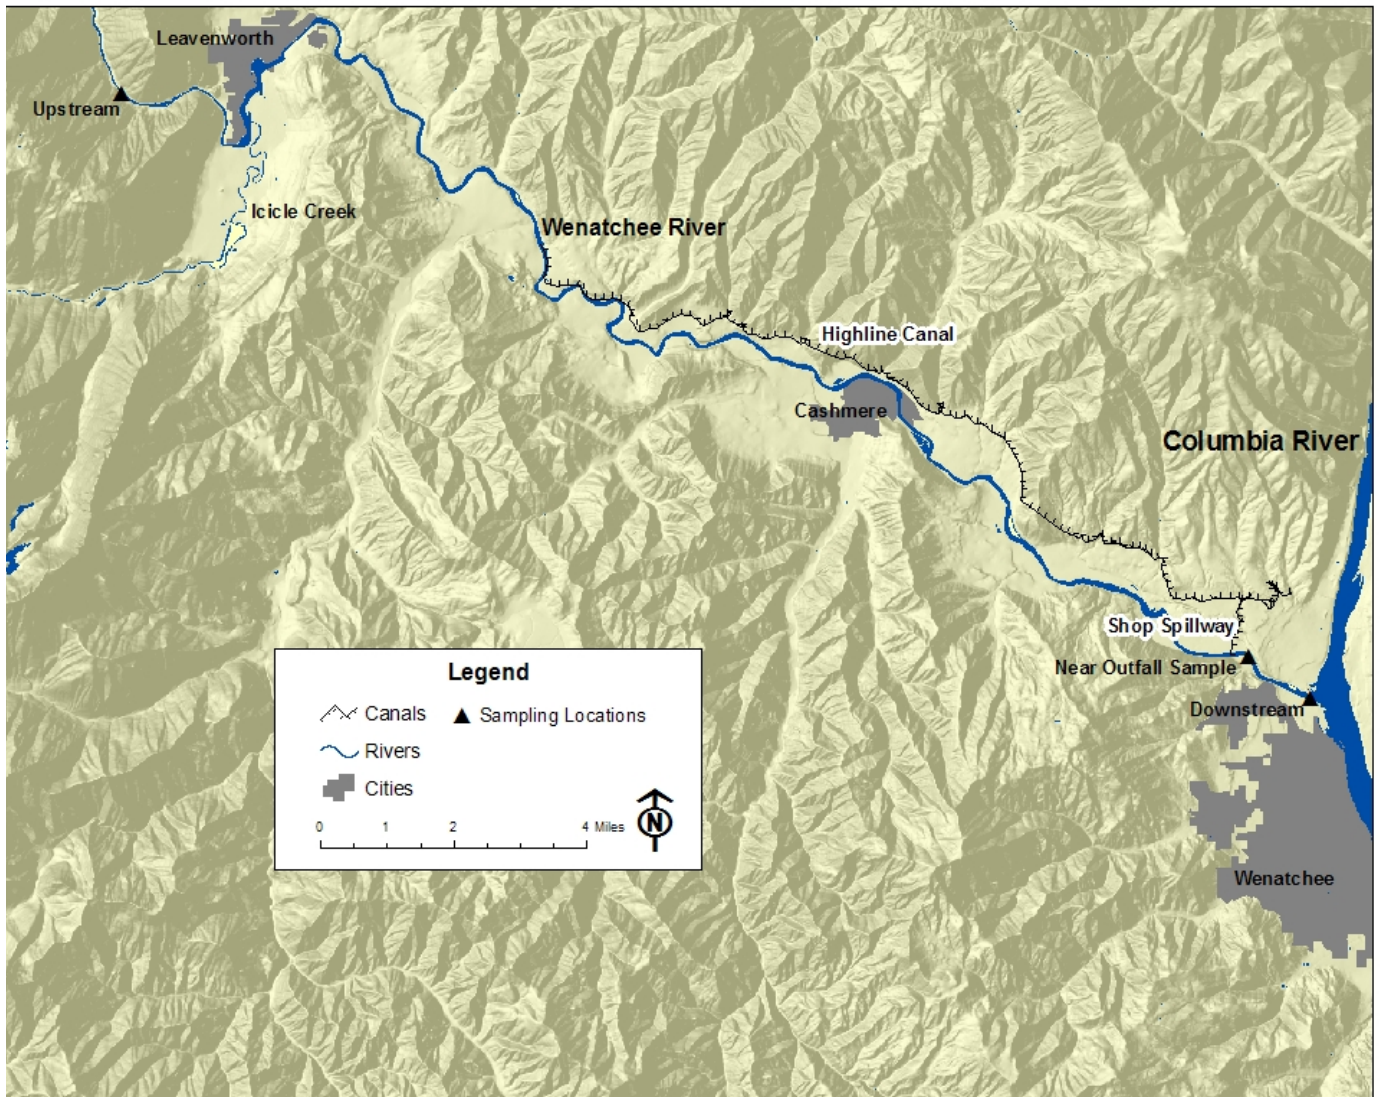 Leavenworth
Upstream
Icicle Creek
Wenatchee River
Highline Canal
Cashmere
Columbia River
Shop Spillway
Near Outfall Sample
Downstream
Wenatchee
Legend
Canals
Sampling Locations
Rivers
Cities
0 1 2 4 Miles
N